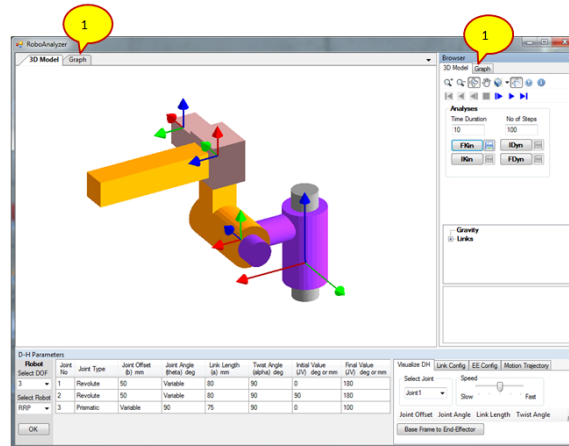 1
1
RoboAnalyzer
3D Model
Graph
Browser
3D Model
Graph
Analyses
Time Duration
No of Steps
10
100
FKin
IDyn
IKin
FDyn
Gravity
Links
D-H Parameters
Robot
Select DOF
3
Select Robot
RRP
OK
Joint No Joint Type Joint Offset (b) mm Joint Angle (theta) deg Link Length (a) mm Twist Angle (alpha) deg Initial Value (JV) deg or mm Final Value (JV) deg or mm
1 Revolute 50 Variable 80 90 0 180
2 Revolute 50 Variable 80 90 90 180
3 Prismatic Variable 90 75 90 0 100
Visualize DH Link Config EE Config Motion Trajectory
Select Joint
Joint1
Speed
Slow
Fast
Joint Offset Joint Angle Link Length Twist Angle
Base Frame to End-Effector